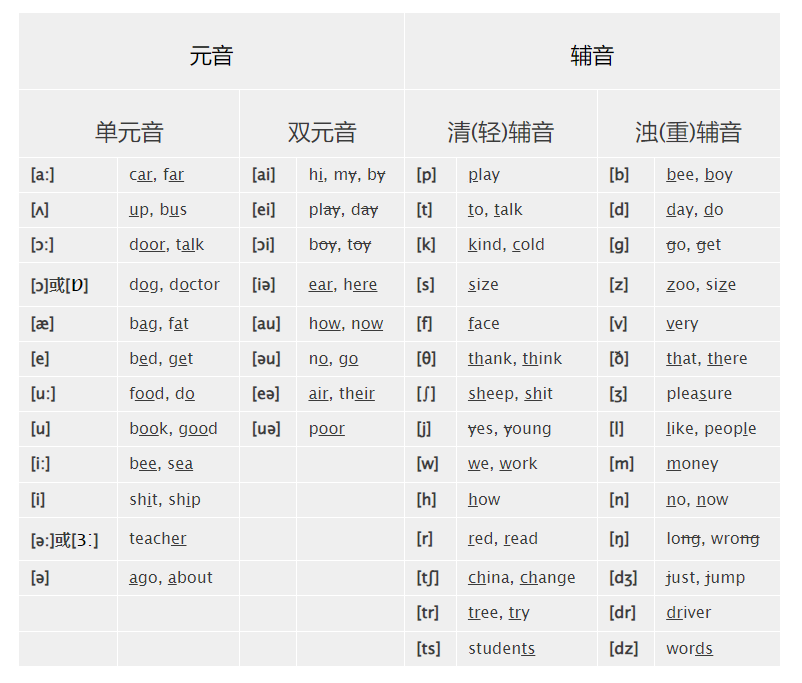 元音 辅音
单元音 双元音 清(轻)辅音 浊(重)辅音
[a:] car, far [ai] hi, my, by [p] play [b] bee, boy
[ʌ] up, bus [ei] play, day [t] to, talk [d] day, do
[ɔ:] door, talk [ɔi] boy, toy [k] kind, cold [g] go, get
[ɔ]或[ɒ] dog, doctor [iə] ear, here [s] size [z] zoo, size
[æ] bag, fat [au] how, now [f] face [v] very
[e] bed, get [əu] no, go [θ] thank, think [ð] that, there
[u:] food, do [eə] air, their [ʃ] sheep, shit [ʒ] pleasure
[u] book, good [uə] poor [j] yes, young [l] like, people
[i:] bee, sea [w] we, work [m] money
[i] shit, ship [h] how [n] no, now
[ə:]或[ɜː] teacher [r] red, read [ŋ] long, wrong
[ə] ago, about [tʃ] china, change [dʒ] just, jump
[tr] tree, try [dr] driver
[ts] students [dz] words